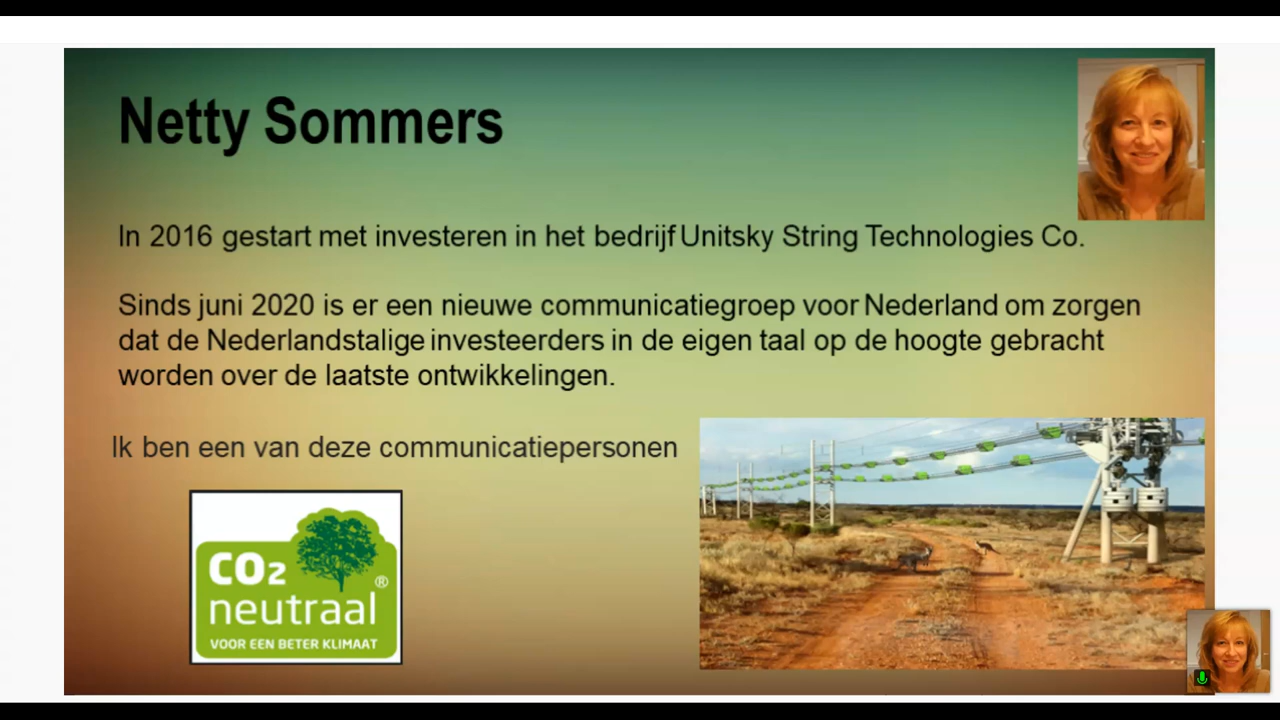 Netty Sommers
In 2016 gestart met investeren in het bedrijf Unitsky String Technologies Co.
Sinds juni 2020 is er een nieuwe communicatiegroep voor Nederland om zorgen
dat de Nederlandstalige investeerders in de eigen taal op de hoogte gebracht
worden over de laatste ontwikkelingen.
Ik ben een van deze communicatiepersonen
CO2
neutraal®
VOOR EEN BETER KLIMAAT